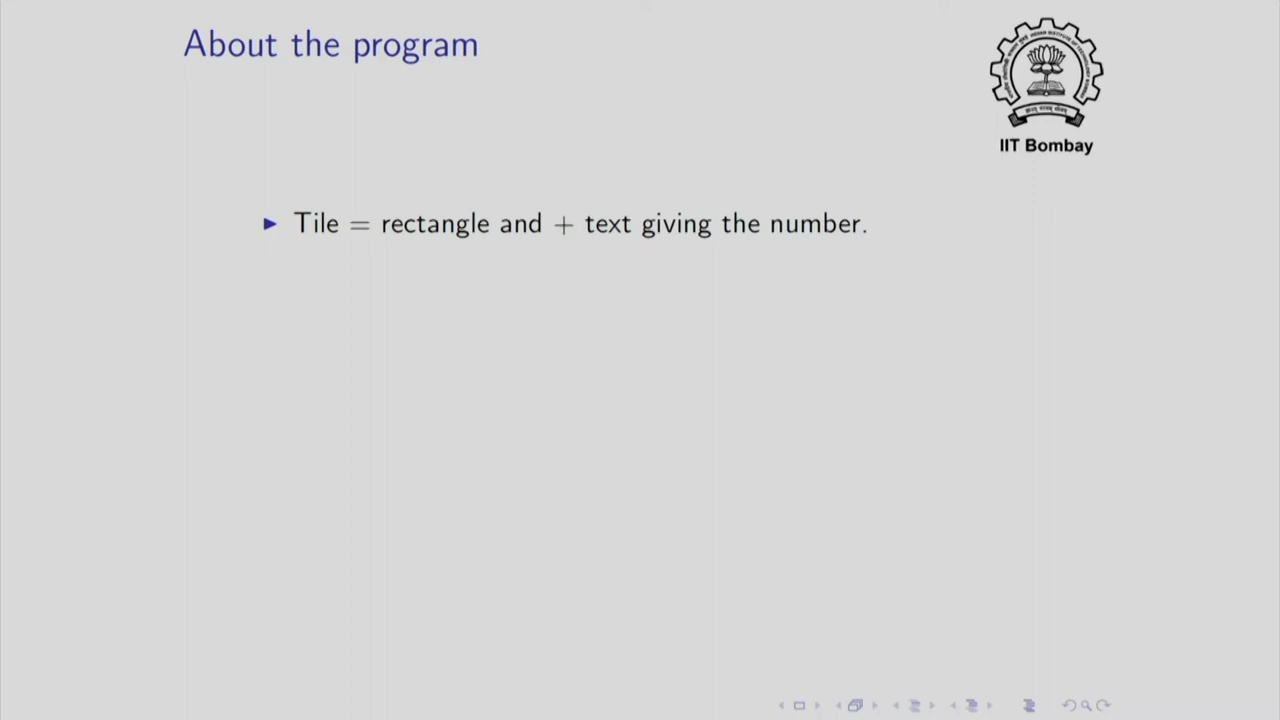 About the program
IIT Bombay
Tile = rectangle and + text giving the number.